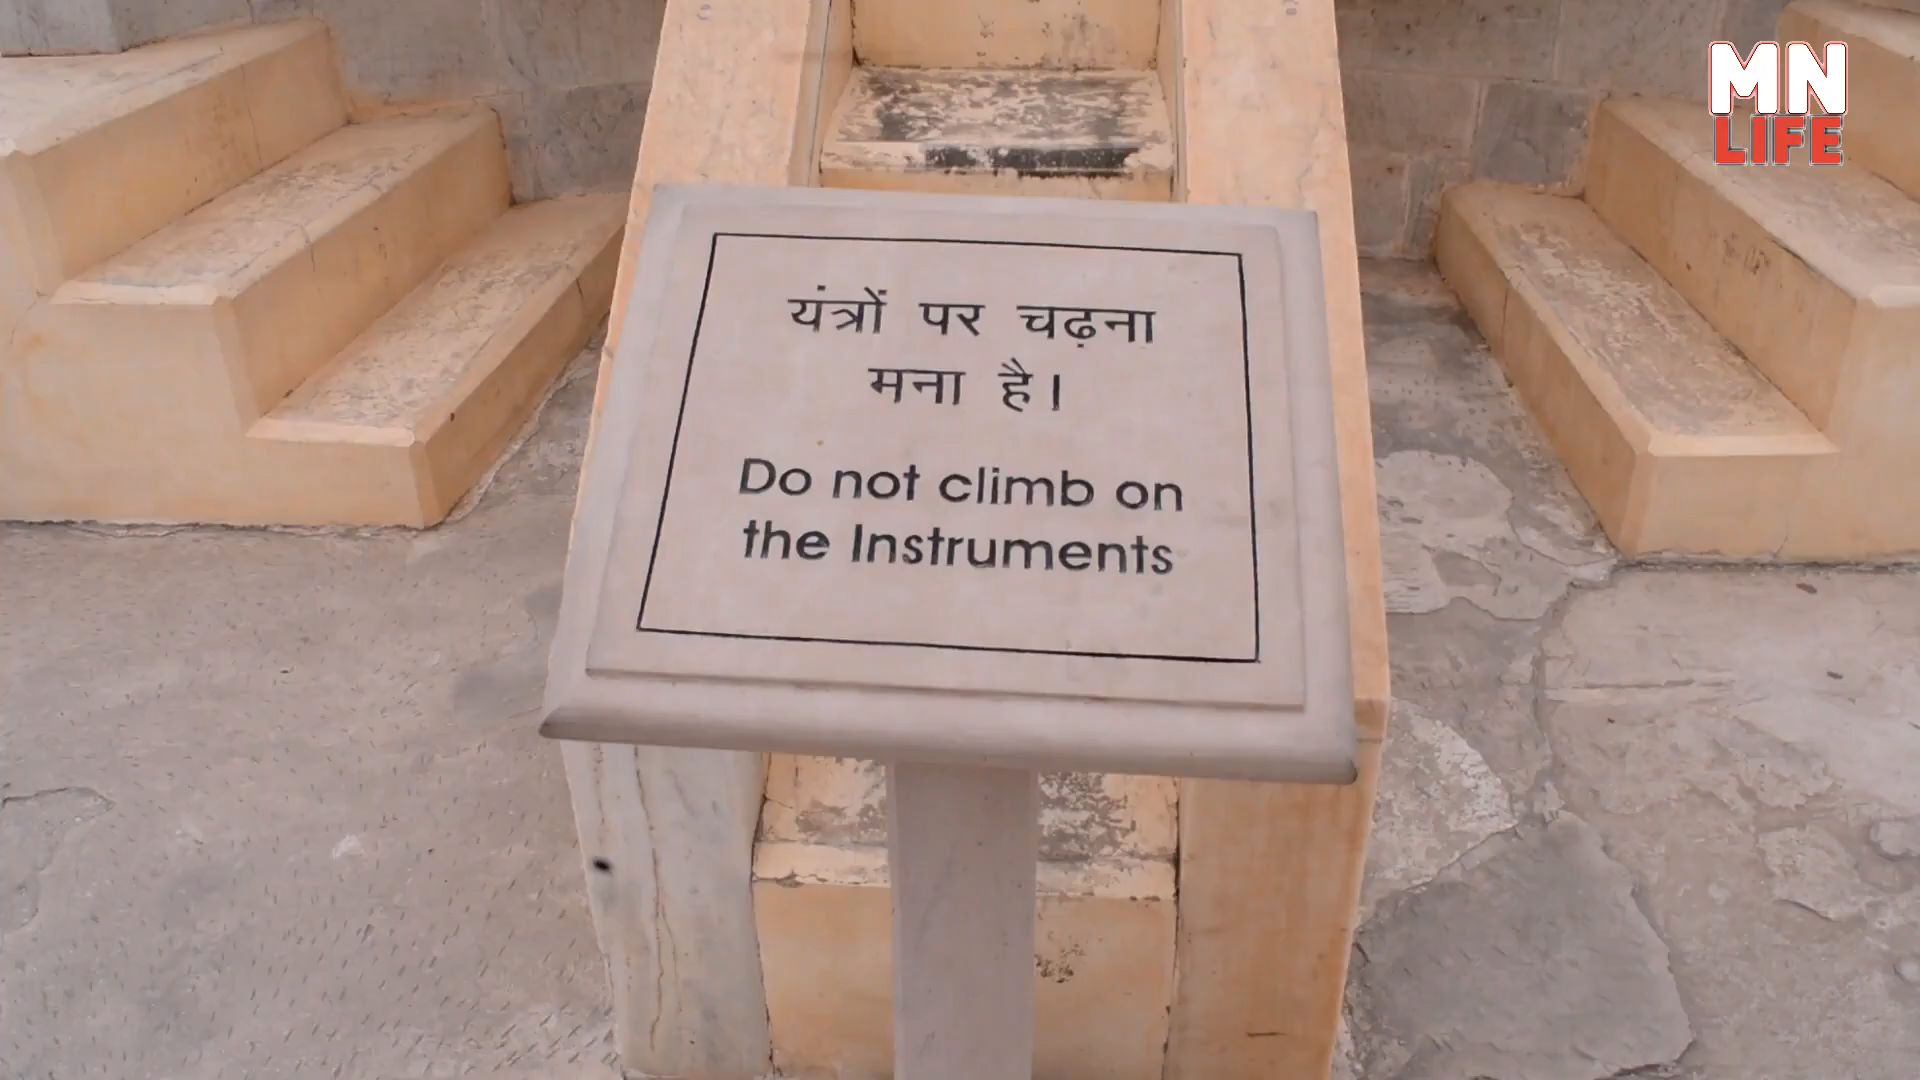 MN
LIFE
यंत्रों पर चढ़ना
मना है।
Do not climb on
the Instruments